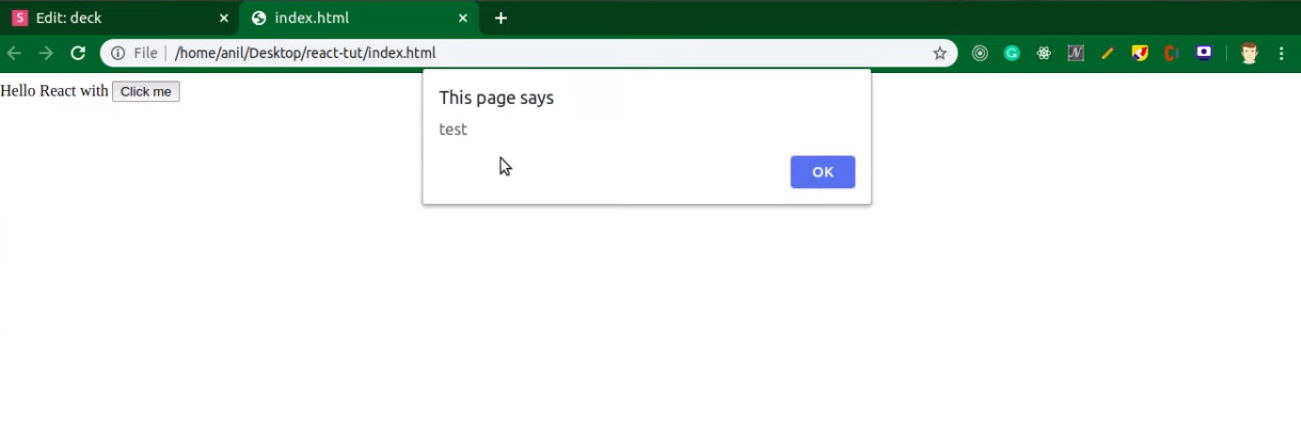 S Edit: deck × index.html × +
File | /home/anil/Desktop/react-tut/index.html
Hello React with Click me
This page says
test
OK